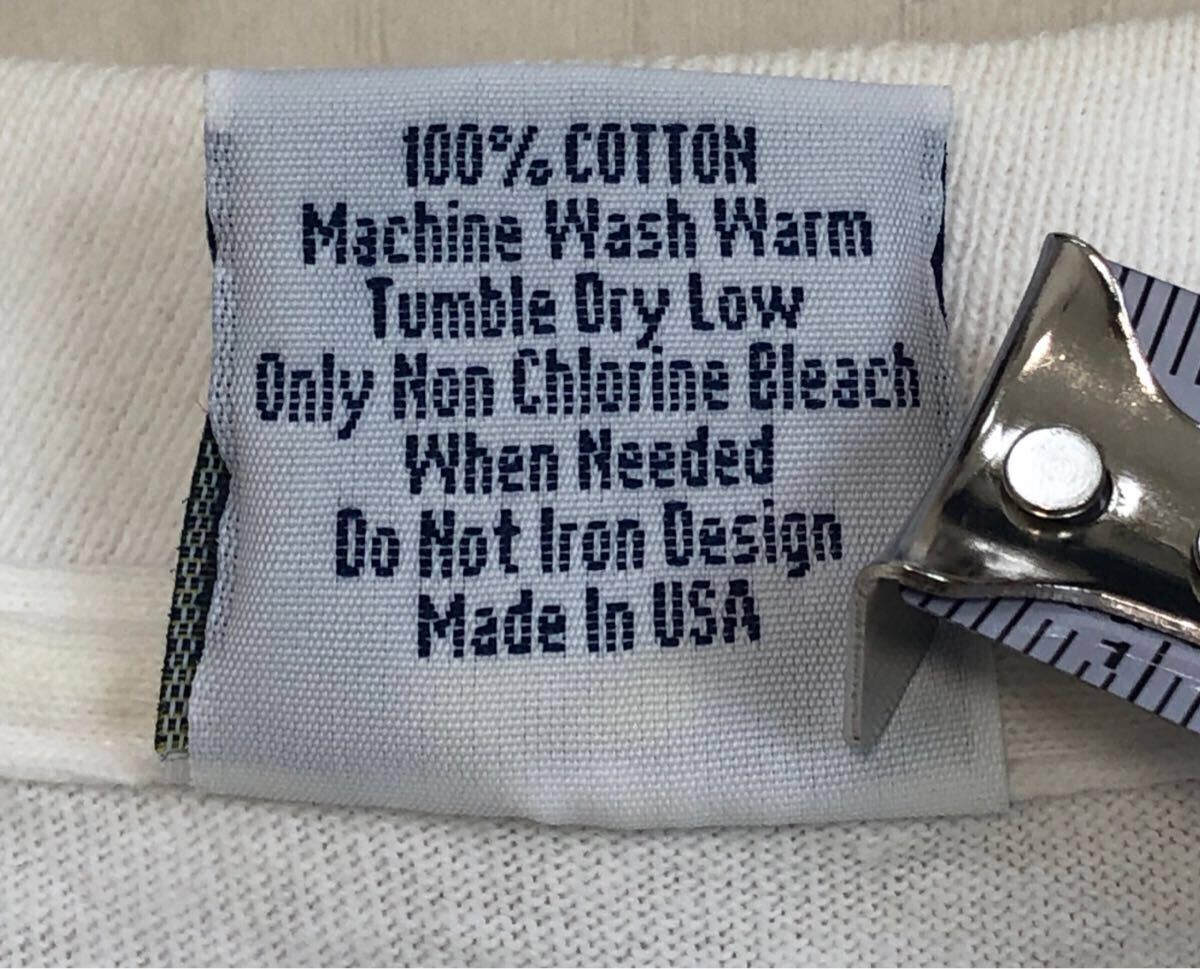 100% COTTON
Machine Wash Warm
Tumble Dry Low
Only Non Chlorine Bleach
When Needed
Do Not Iron Design
Made In USA
1